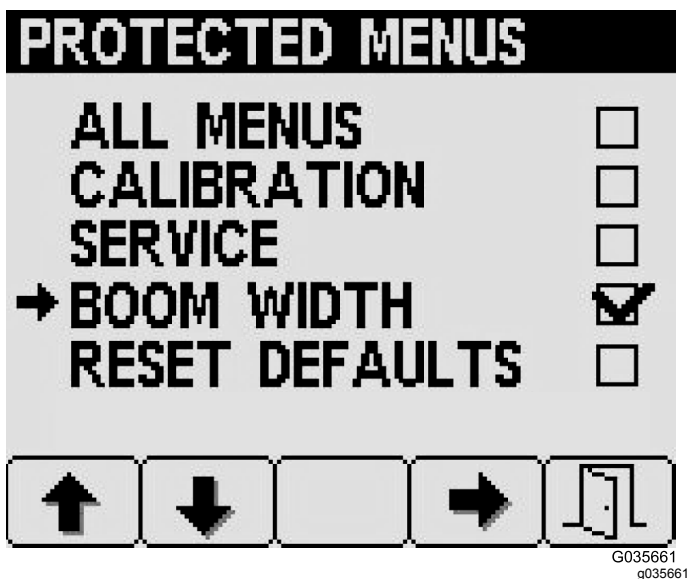 PROTECTED MENUS
ALL MENUS
CALIBRATION
SERVICE
BOOM WIDTH
RESET DEFAULTS
G035661
g035661